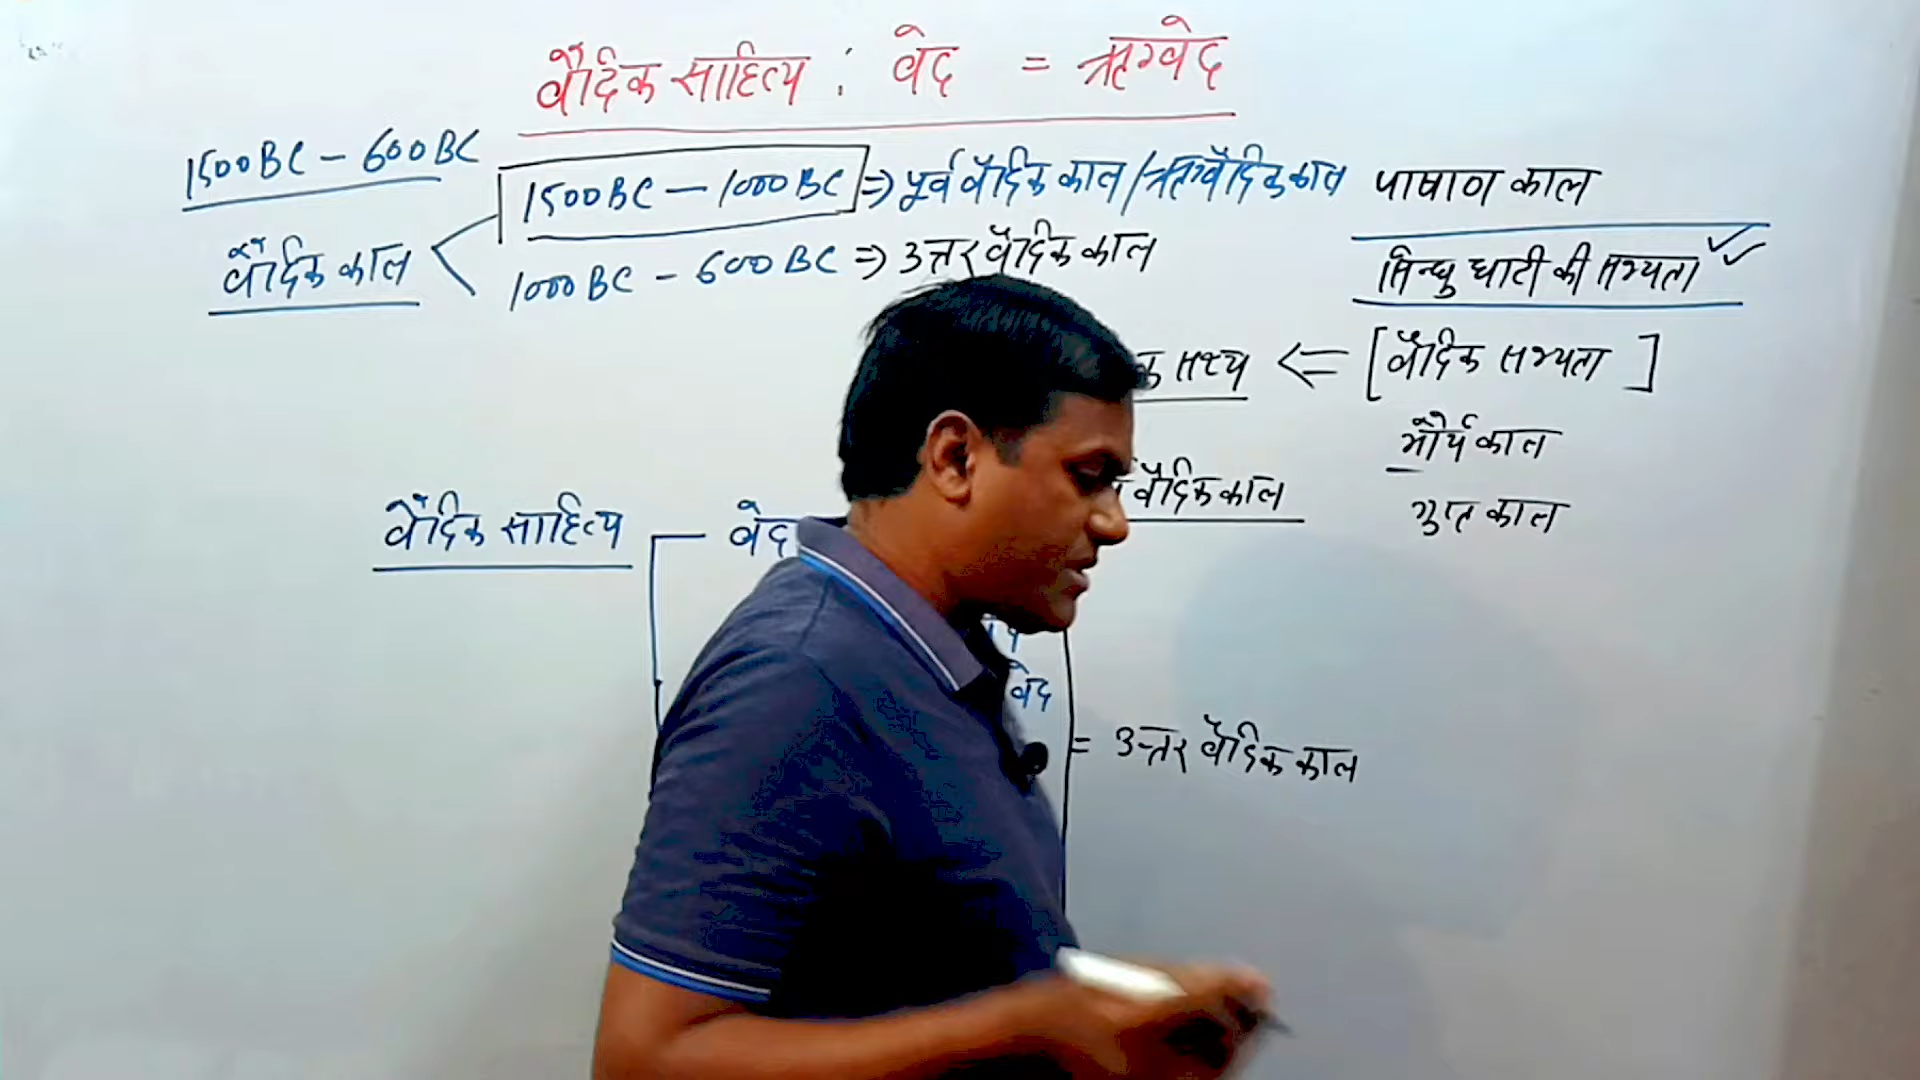 वैदिक साहित्य : वेद = ऋग्वेद
1500BC – 600BC
वैदिक काल
1500BC – 1000BC ⇒ पूर्व वैदिक काल / ऋग्वैदिक काल
1000BC – 600BC ⇒ उत्तर वैदिक काल
पाषाण काल
सिन्धु घाटी की सभ्यता ✓✓
<= [वैदिक सभ्यता]
मौर्य काल
गुप्त काल
वैदिक काल
वैदिक साहित्य
वेद
वेद
= उत्तर वैदिक काल